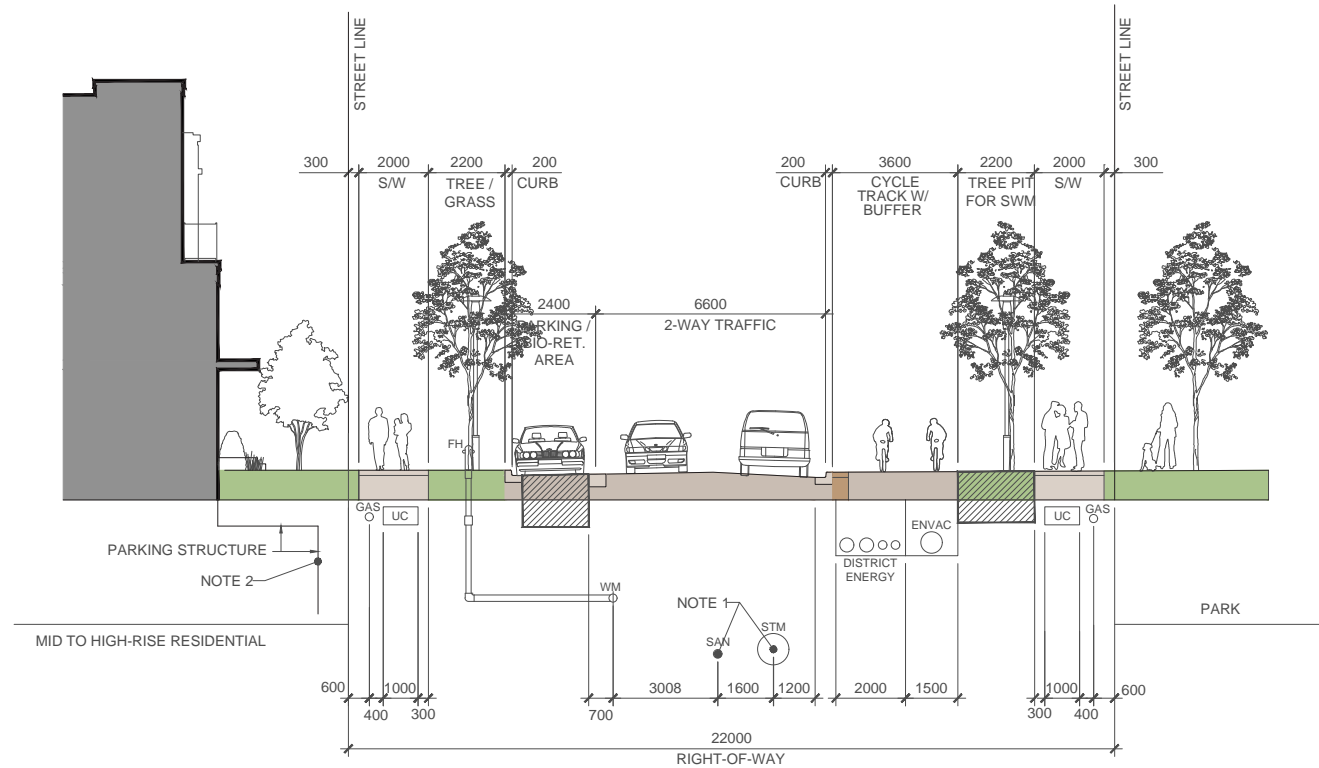 STREET LINE
STREET LINE
300 2000 2200 200 200 3600 2200 2000 300
S/W TREE / GRASS CURB CURB CYCLE TRACK W/ BUFFER TREE PIT FOR SWM S/W
2400 6600
PARKING / BIO-RET. AREA 2-WAY TRAFFIC
FH
GAS UC ENVAC UC GAS
DISTRICT ENERGY
PARKING STRUCTURE
NOTE 2
WM
NOTE 1
SAN STM
PARK
MID TO HIGH-RISE RESIDENTIAL
600 1000 3008 1600 1200 2000 1500 1000 600
400 300 700 300 400
22000
RIGHT-OF-WAY